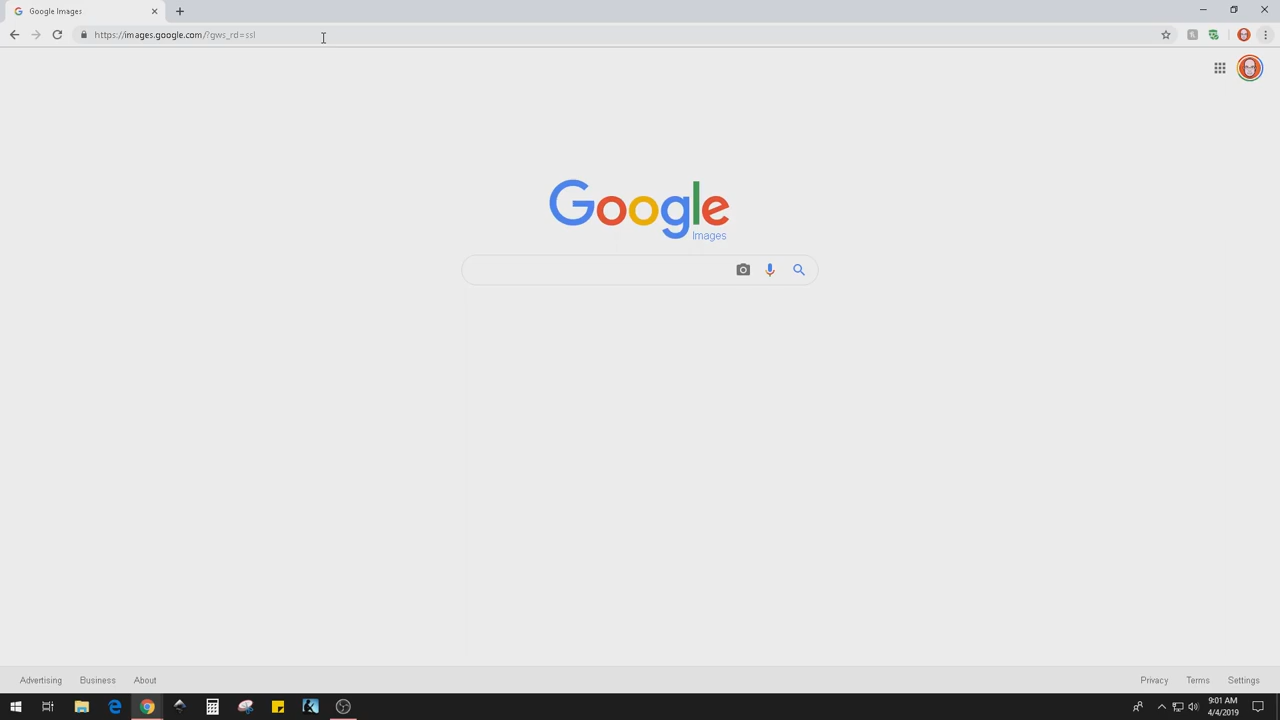 Google Images
https://images.google.com/?gws_rd=ssl
Google
Images
Advertising Business About
Privacy Terms Settings
9:01 AM
4/4/2019